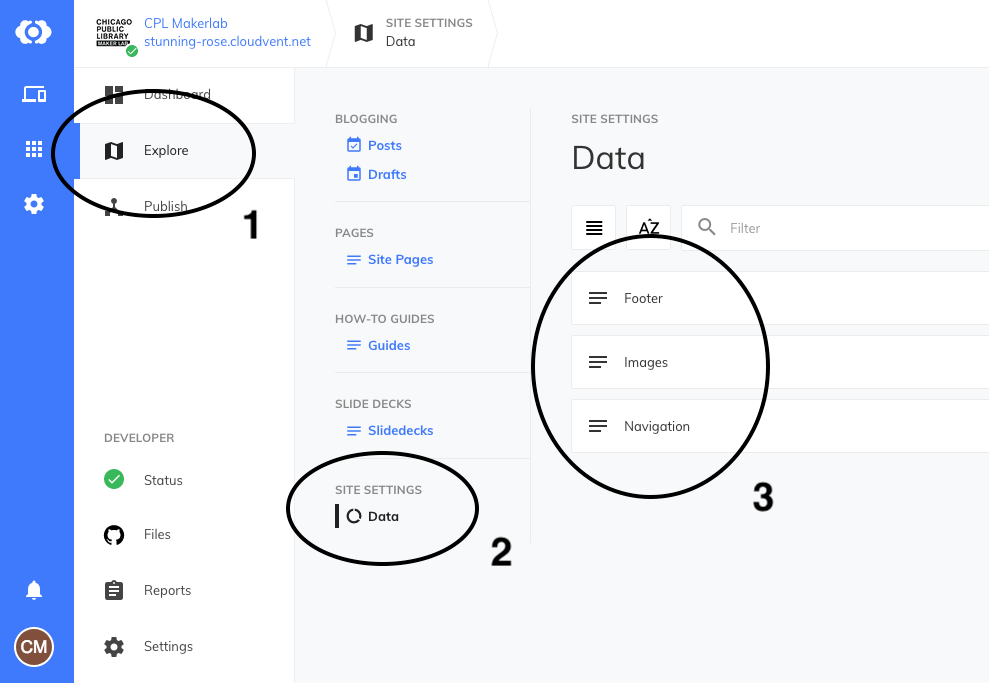 CHICAGO
PUBLIC
LIBRARY
MAKER LAB
CPL Makerlab
stunning-rose.cloudvent.net
SITE SETTINGS
Data
Dashboard
Explore
Publish
1
DEVELOPER
Status
Files
Reports
Settings
CM
BLOGGING
Posts
Drafts
PAGES
Site Pages
HOW-TO GUIDES
Guides
SLIDE DECKS
Slidedecks
SITE SETTINGS
Data
2
SITE SETTINGS
Data
AZ
Filter
Footer
Images
Navigation
3